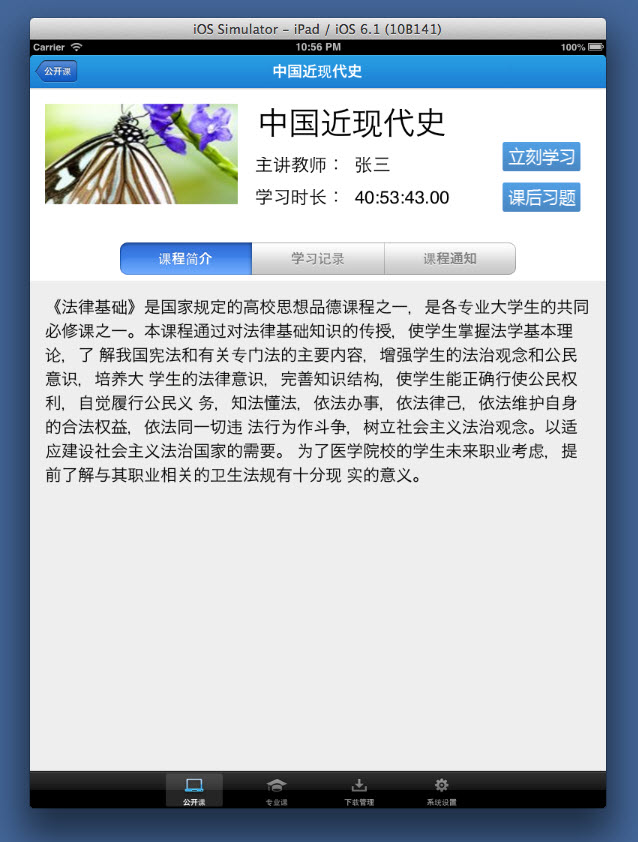 iOS Simulator – iPad / iOS 6.1 (10B141)
Carrier 10:56 PM 100%
公开课 中国近现代史
中国近现代史
主讲教师： 张三
立刻学习
学习时长： 40:53:43.00
课后习题
课程简介 学习记录 课程通知
《法律基础》是国家规定的高校思想品德课程之一，是各专业大学生的共同
必修课之一。本课程通过对法律基础知识的传授，使学生掌握法学基本理
论，了 解我国宪法和有关专门法的主要内容，增强学生的法治观念和公民
意识，培养大 学生的法律意识，完善知识结构，使学生能正确行使公民权
利，自觉履行公民义 务，知法懂法，依法办事，依法律己，依法维护自身
的合法权益，依法同一切违 法行为作斗争，树立社会主义法治观念。以适
应建设社会主义法治国家的需要。 为了医学院校的学生未来职业考虑，提
前了解与其职业相关的卫生法规有十分现 实的意义。
公开课 专业课 下载管理 系统设置